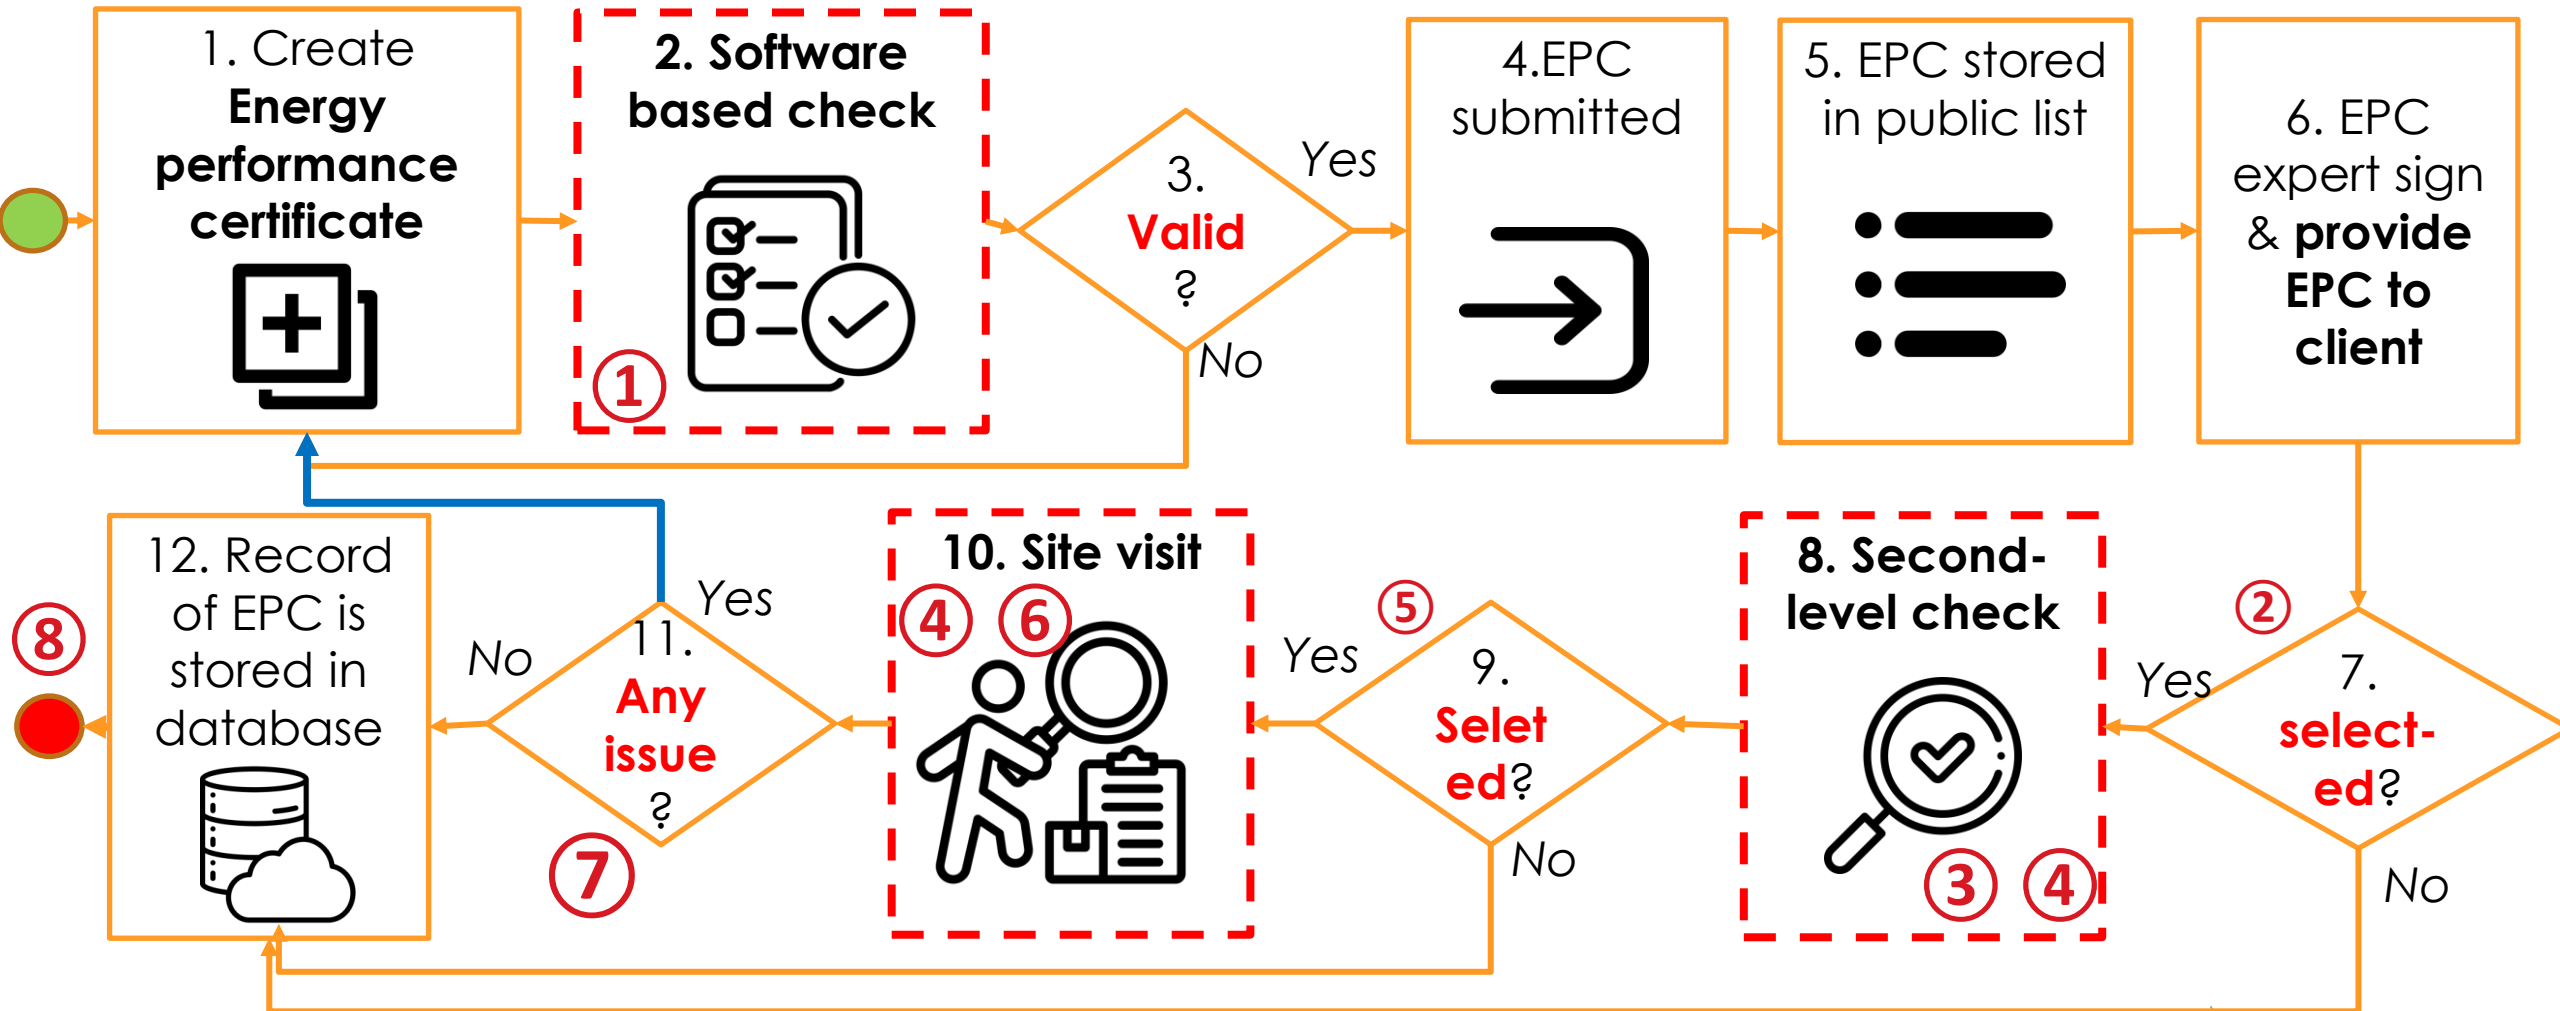 1. Create
Energy
performance
certificate
2. Software
based check
①
3.
Valid
?
Yes
No
4.EPC
submitted
5. EPC stored
in public list
6. EPC
expert sign
& provide
EPC to
client
②
7.
select-
ed?
Yes
No
8. Second-
level check
③ ④
⑤
9.
Selet
ed?
Yes
No
10. Site visit
④ ⑥
11.
Any
issue
?
Yes
No
⑦
12. Record
of EPC is
stored in
database
⑧